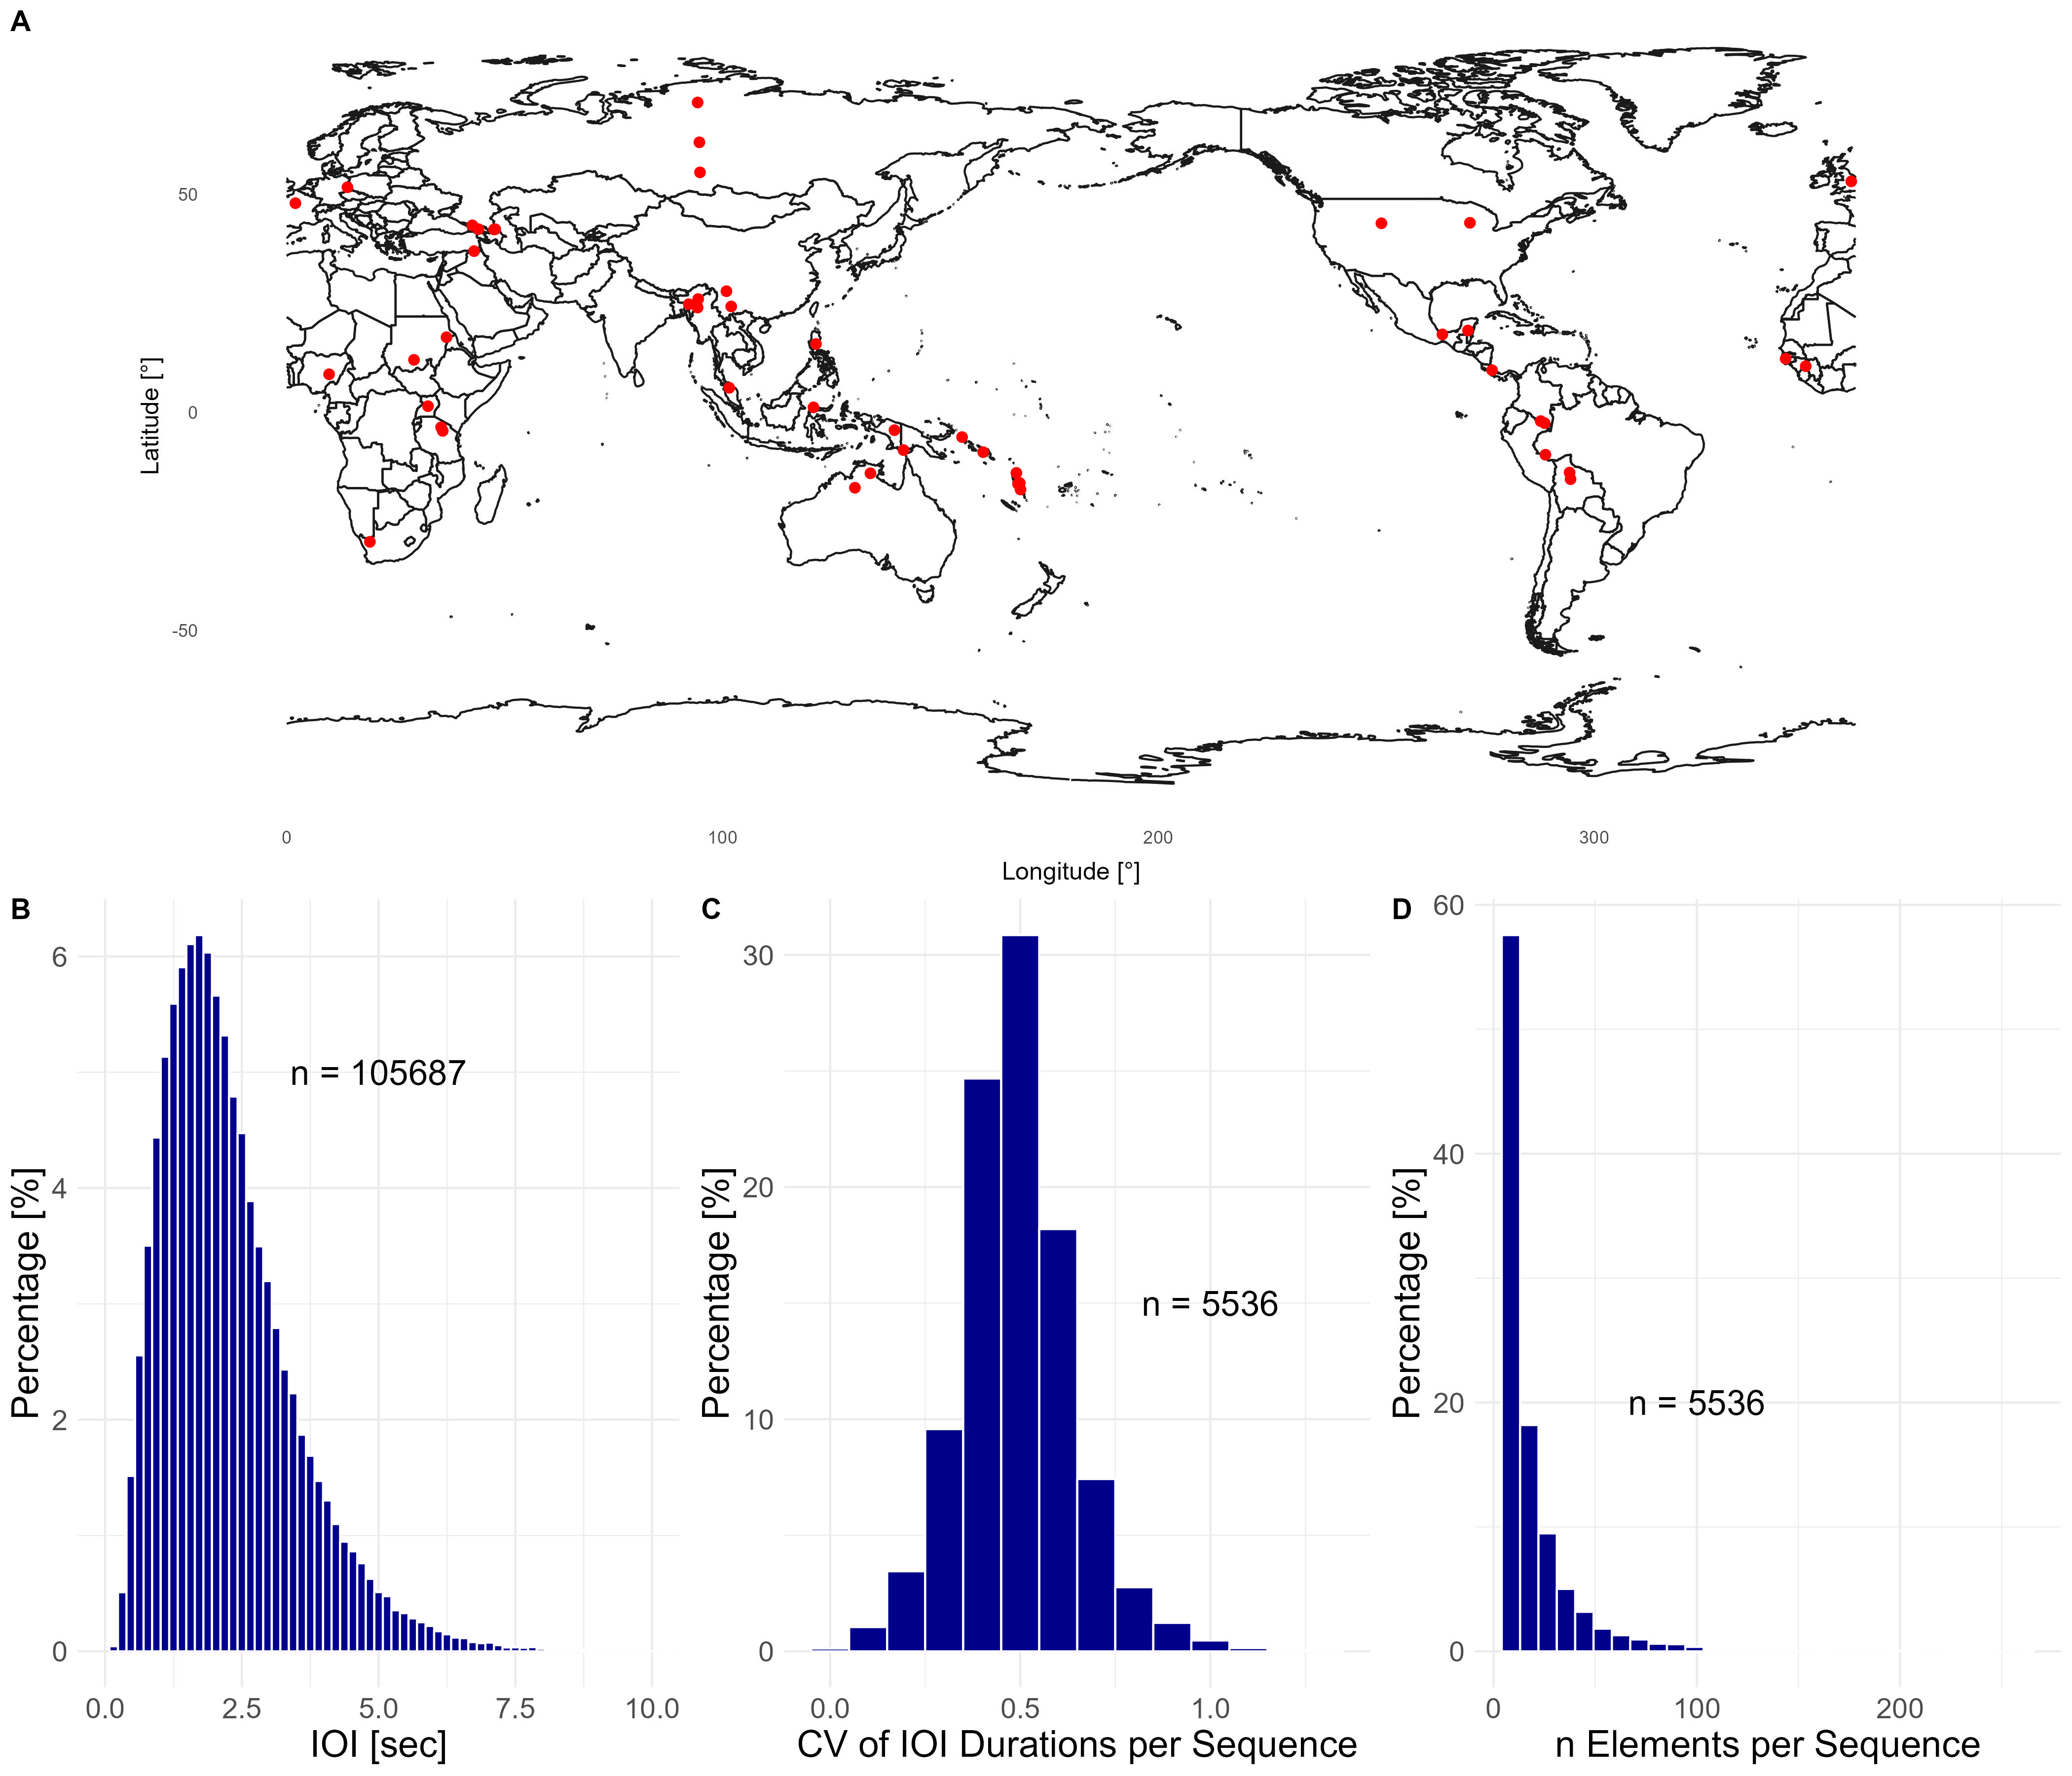 A
50
0
-50
Latitude [°]
0
100
200
300
Longitude [°]
B
6
4
2
0
Percentage [%]
n = 105687
0.0
2.5
5.0
7.5
10.0
IOI [sec]
C
30
20
10
0
Percentage [%]
n = 5536
0.0
0.5
1.0
CV of IOI Durations per Sequence
D
60
40
20
0
Percentage [%]
n = 5536
0
100
200
n Elements per Sequence